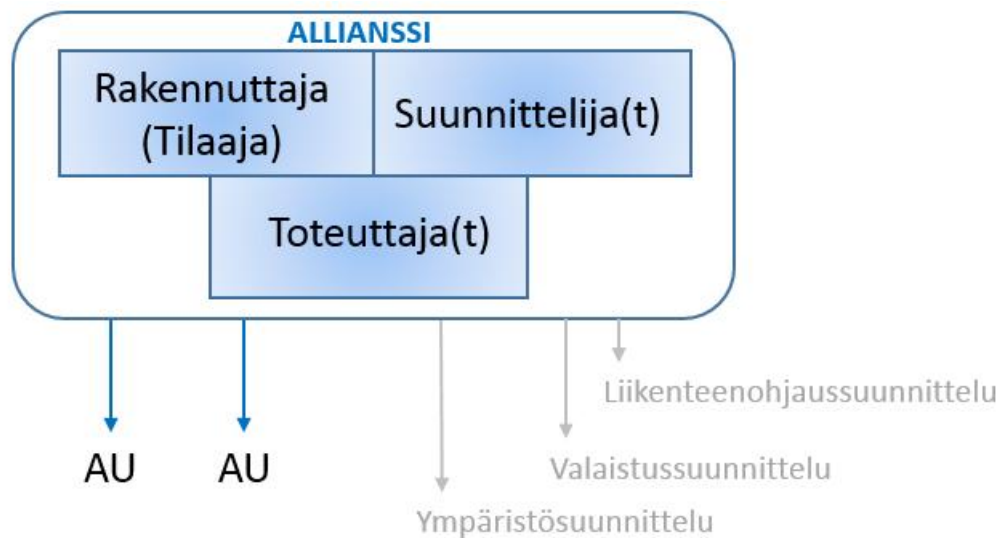 ALLIANSSI
Rakennuttaja
(Tilaaja)
Suunnittelija(t)
Toteuttaja(t)
Liikenteenohjaussuunnittelu
AU
AU
Valaistussuunnittelu
Ympäristösuunnittelu